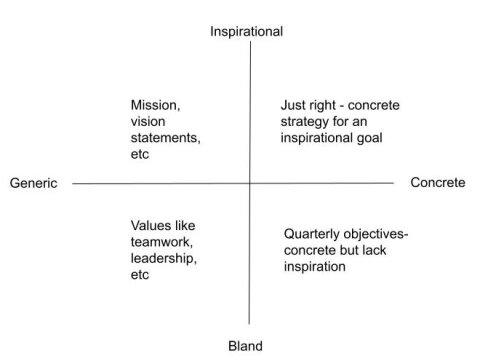 Inspirational
Mission,
vision
statements,
etc
Just right - concrete
strategy for an
inspirational goal
Generic
Concrete
Values like
teamwork,
leadership,
etc
Quarterly objectives-
concrete but lack
inspiration
Bland